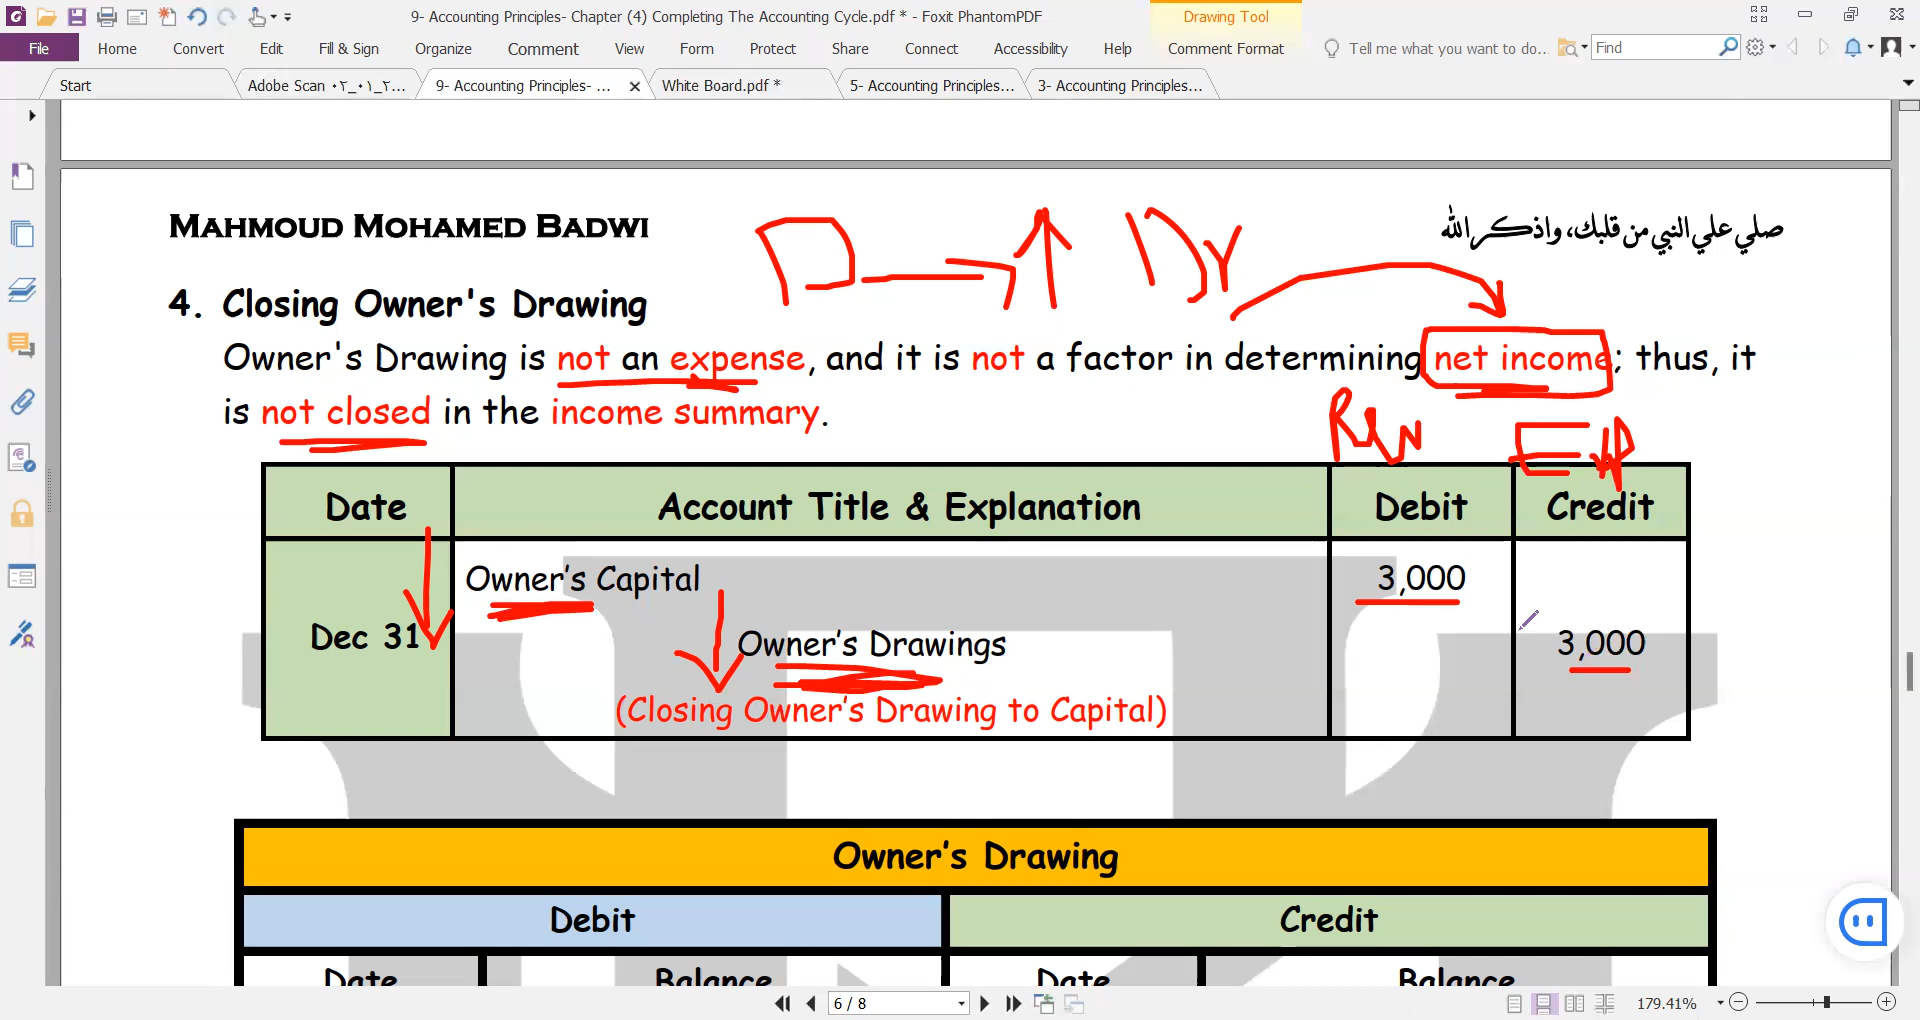 9- Accounting Principles- Chapter (4) Completing The Accounting Cycle.pdf * - Foxit PhantomPDF
Drawing Tool
File Home Convert Edit Fill & Sign Organize Comment View Form Protect Share Connect Accessibility Help Comment Format Tell me what you want to do... Find
Start Adobe Scan ٠٢_٠١_٢... 9- Accounting Principles- ... White Board.pdf * 5- Accounting Principles... 3- Accounting Principles...
Mahmoud Mohamed Badwi
صلي علي النبي من قلبك، واذكر الله
Dr
4. Closing Owner's Drawing
Owner's Drawing is not an expense, and it is not a factor in determining net income; thus, it
is not closed in the income summary.
Rev Exp
Date Account Title & Explanation Debit Credit
Owner's Capital 3,000
Dec 31
Owner's Drawings 3,000
(Closing Owner's Drawing to Capital)
Owner's Drawing
Debit Credit
Date Balance Date Balance
6 / 8
179.41%